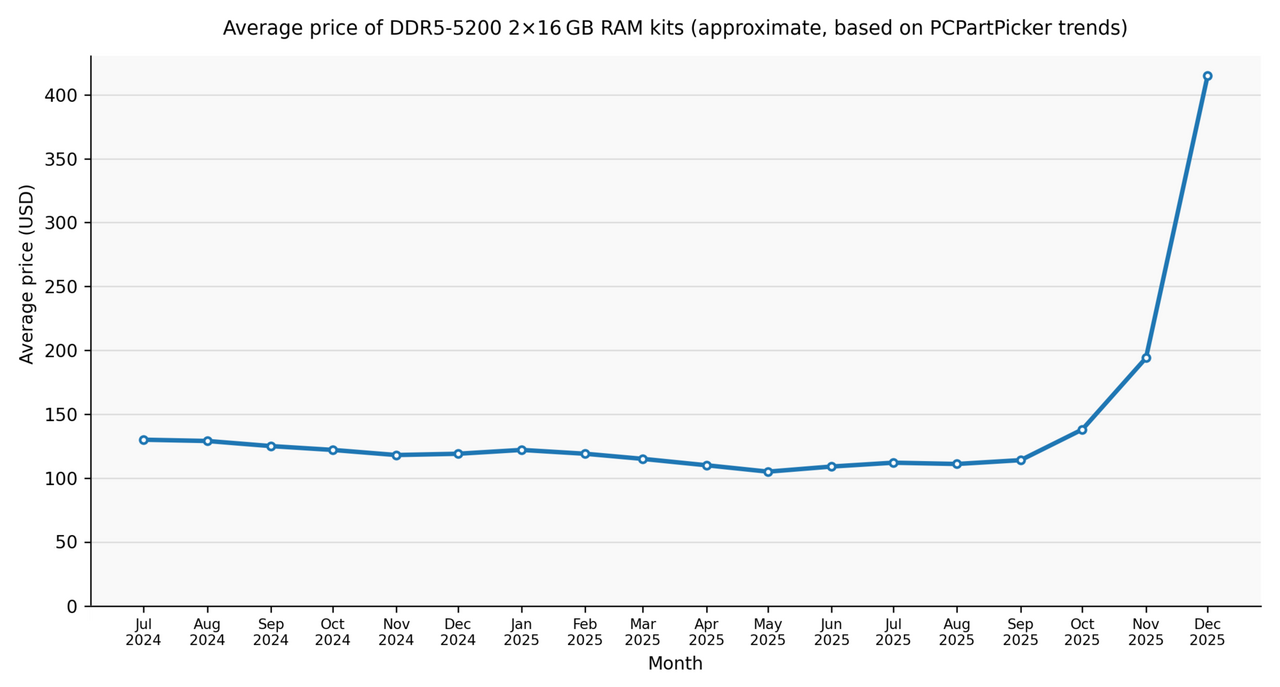 Average price of DDR5-5200 2×16 GB RAM kits (approximate, based on PCPartPicker trends)
Average price (USD)
400
350
300
250
200
150
100
50
0
Jul 2024
Aug 2024
Sep 2024
Oct 2024
Nov 2024
Dec 2024
Jan 2025
Feb 2025
Mar 2025
Apr 2025
May 2025
Jun 2025
Jul 2025
Aug 2025
Sep 2025
Oct 2025
Nov 2025
Dec 2025
Month